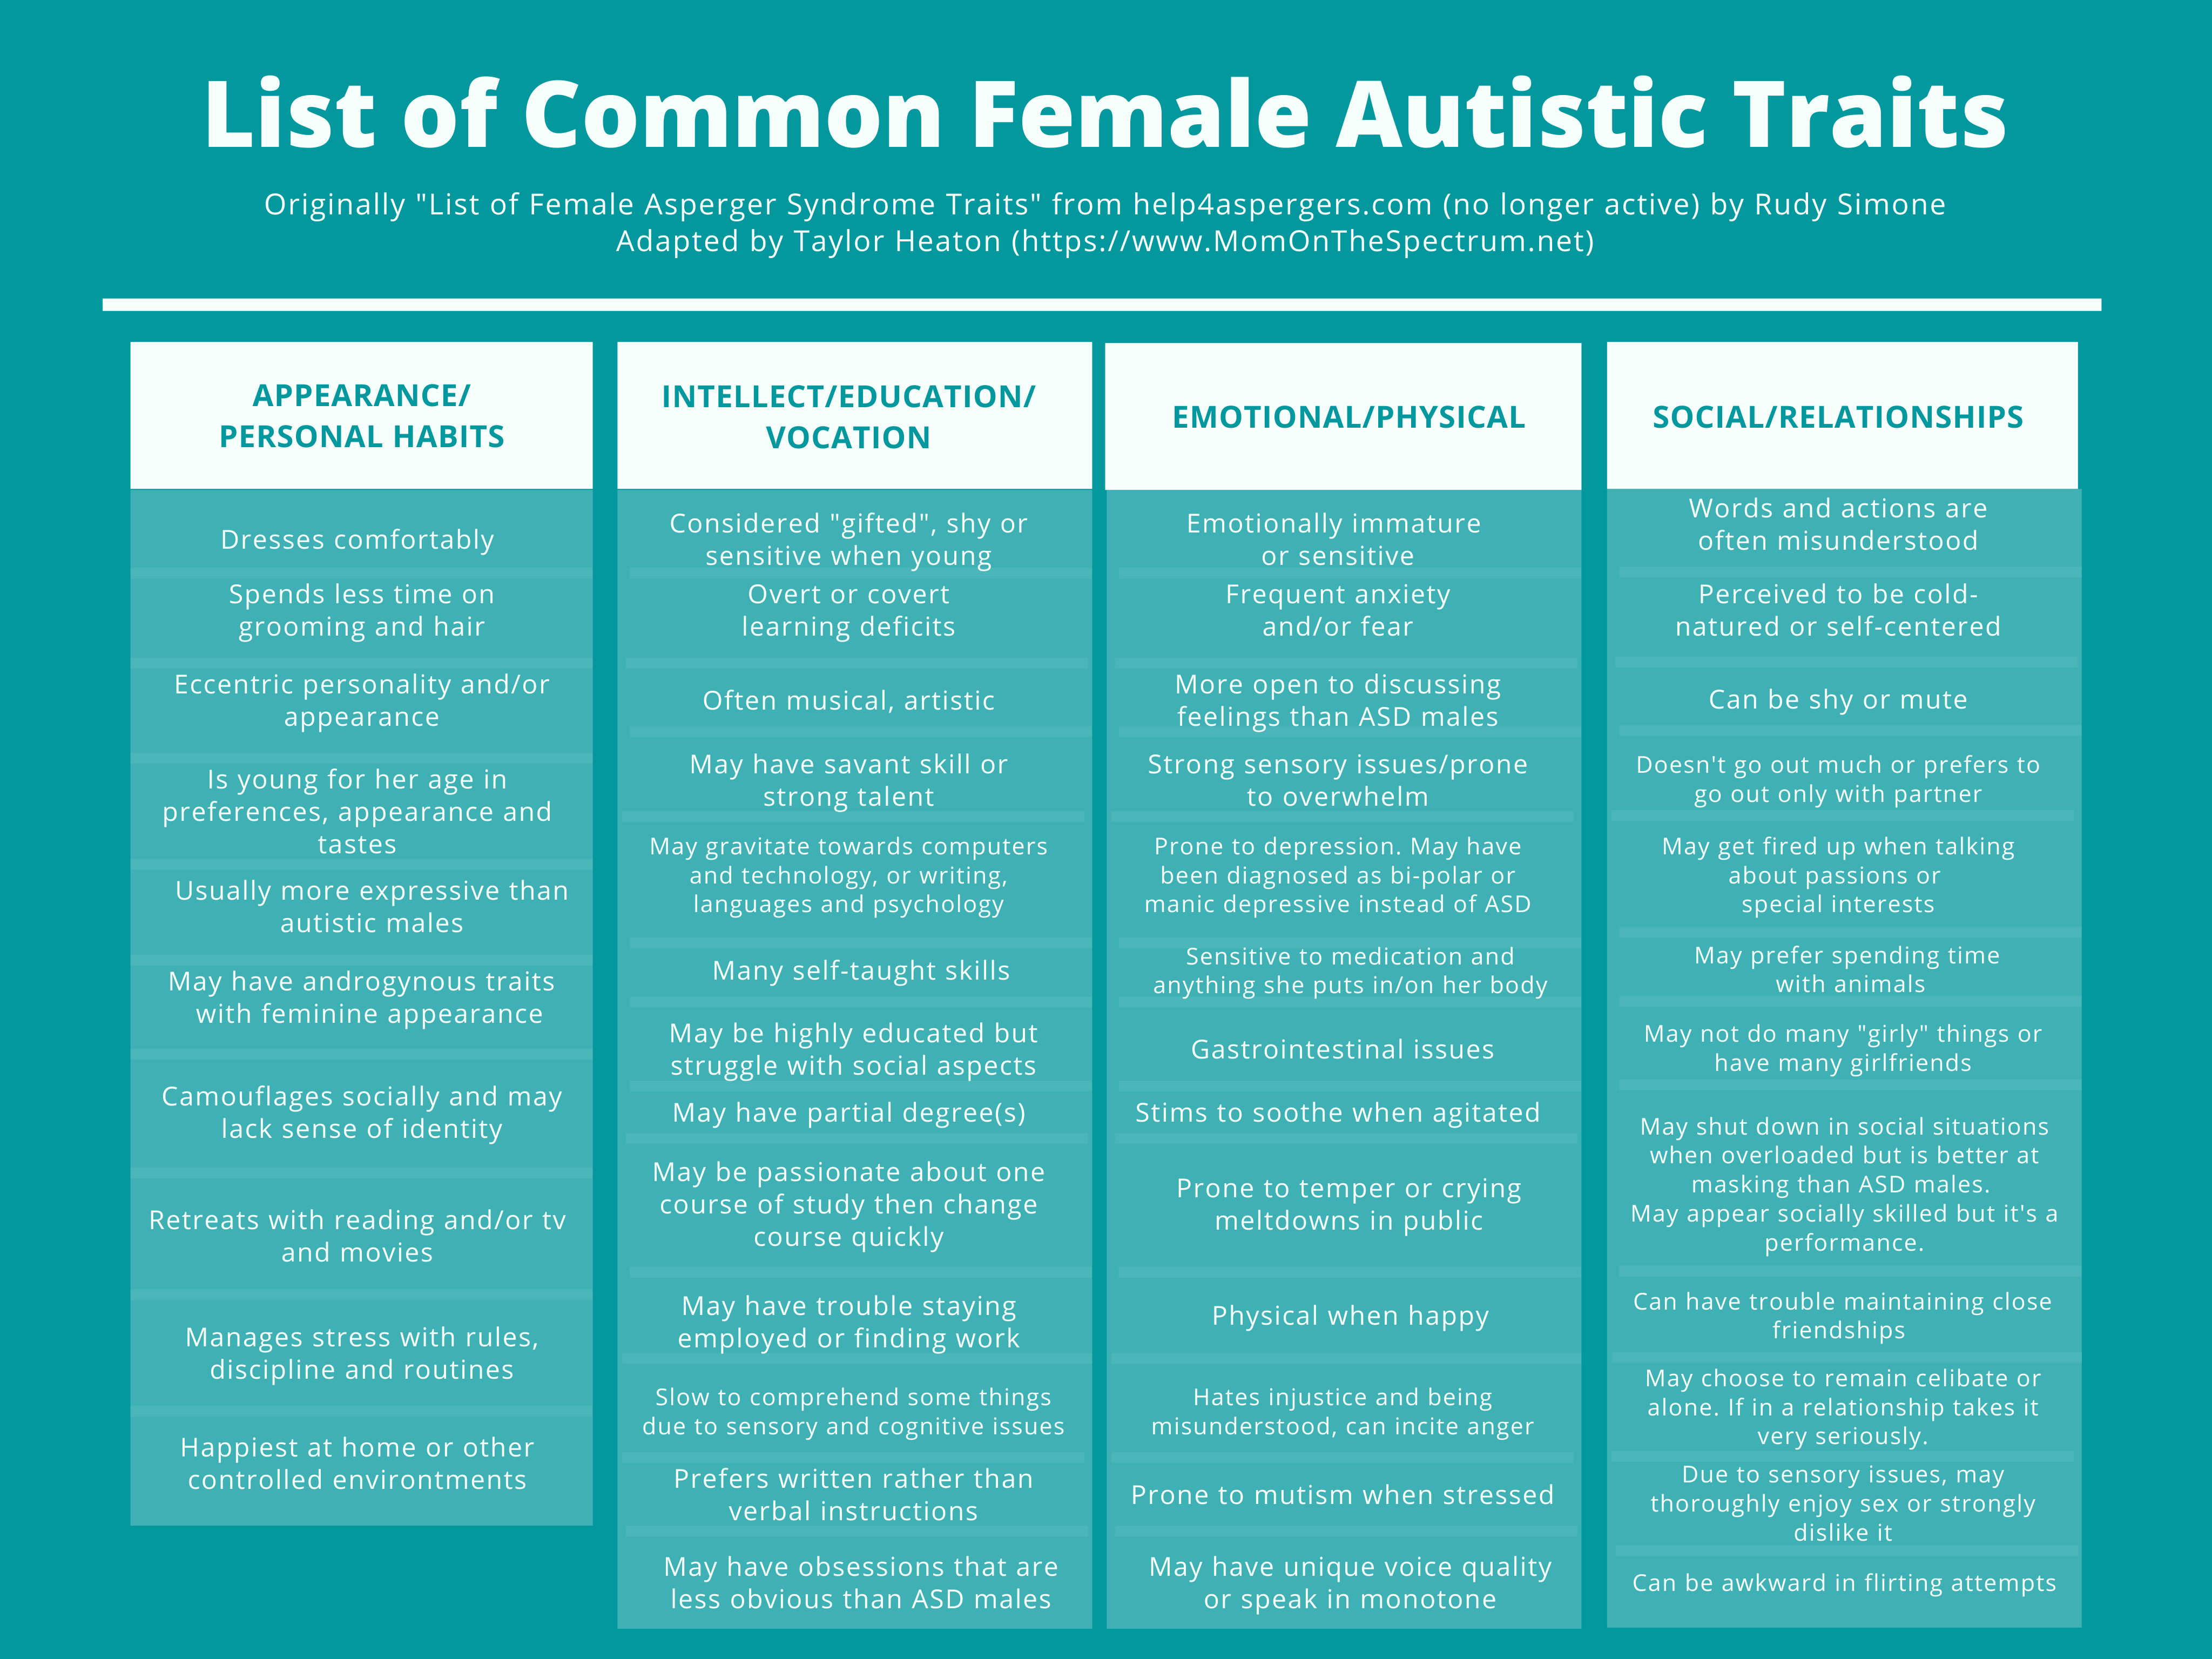 List of Common Female Autistic Traits
Originally "List of Female Asperger Syndrome Traits" from help4aspergers.com (no longer active) by Rudy Simone
Adapted by Taylor Heaton (https://www.MomOnTheSpectrum.net)
APPEARANCE/
PERSONAL HABITS
Dresses comfortably
Spends less time on
grooming and hair
Eccentric personality and/or
appearance
Is young for her age in
preferences, appearance and
tastes
Usually more expressive than
autistic males
May have androgynous traits
with feminine appearance
Camouflages socially and may
lack sense of identity
Retreats with reading and/or tv
and movies
Manages stress with rules,
discipline and routines
Happiest at home or other
controlled environtments
INTELLECT/EDUCATION/
VOCATION
Considered "gifted", shy or
sensitive when young
Overt or covert
learning deficits
Often musical, artistic
May have savant skill or
strong talent
May gravitate towards computers
and technology, or writing,
languages and psychology
Many self-taught skills
May be highly educated but
struggle with social aspects
May have partial degree(s)
May be passionate about one
course of study then change
course quickly
May have trouble staying
employed or finding work
Slow to comprehend some things
due to sensory and cognitive issues
Prefers written rather than
verbal instructions
May have obsessions that are
less obvious than ASD males
EMOTIONAL/PHYSICAL
Emotionally immature
or sensitive
Frequent anxiety
and/or fear
More open to discussing
feelings than ASD males
Strong sensory issues/prone
to overwhelm
Prone to depression. May have
been diagnosed as bi-polar or
manic depressive instead of ASD
Sensitive to medication and
anything she puts in/on her body
Gastrointestinal issues
Stims to soothe when agitated
Prone to temper or crying
meltdowns in public
Physical when happy
Hates injustice and being
misunderstood, can incite anger
Prone to mutism when stressed
May have unique voice quality
or speak in monotone
SOCIAL/RELATIONSHIPS
Words and actions are
often misunderstood
Perceived to be cold-
natured or self-centered
Can be shy or mute
Doesn't go out much or prefers to
go out only with partner
May get fired up when talking
about passions or
special interests
May prefer spending time
with animals
May not do many "girly" things or
have many girlfriends
May shut down in social situations
when overloaded but is better at
masking than ASD males.
May appear socially skilled but it's a
performance.
Can have trouble maintaining close
friendships
May choose to remain celibate or
alone. If in a relationship takes it
very seriously.
Due to sensory issues, may
thoroughly enjoy sex or strongly
dislike it
Can be awkward in flirting attempts